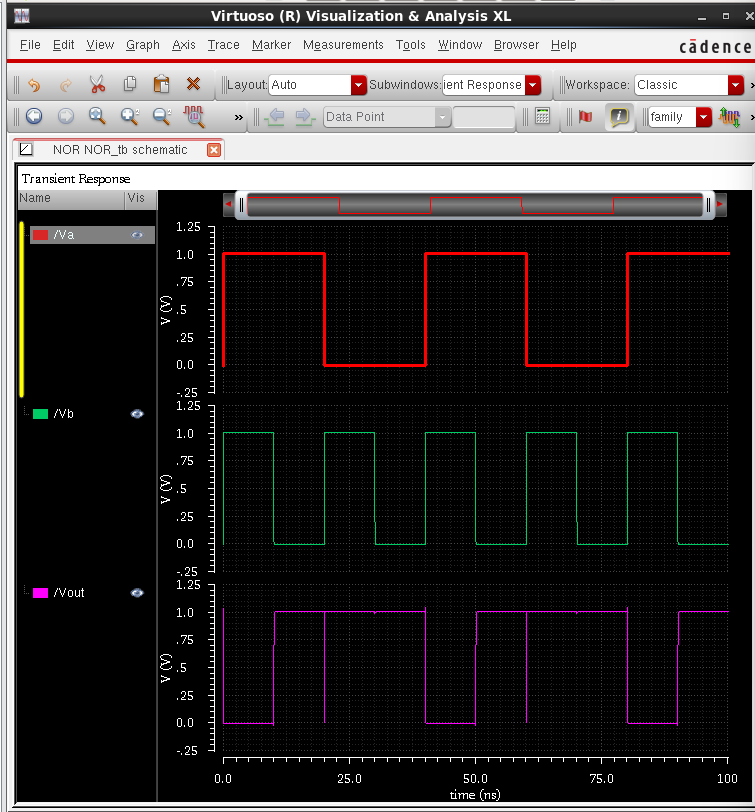 Virtuoso (R) Visualization & Analysis XL
File Edit View Graph Axis Trace Marker Measurements Tools Window Browser Help
cādence
Layout: Auto Subwindows: ient Response Workspace: Classic »
» Data Point family »
NOR NOR_tb schematic
Transient Response
Name Vis
/Va
1.25
1.0
.75
.5
.25
0.0
-.25
V (V)
/Vb
1.25
1.0
.75
.5
.25
0.0
-.25
V (V)
/Vout
1.25
1.0
.75
.5
.25
0.0
-.25
V (V)
0.0 25.0 50.0 75.0 100
time (ns)